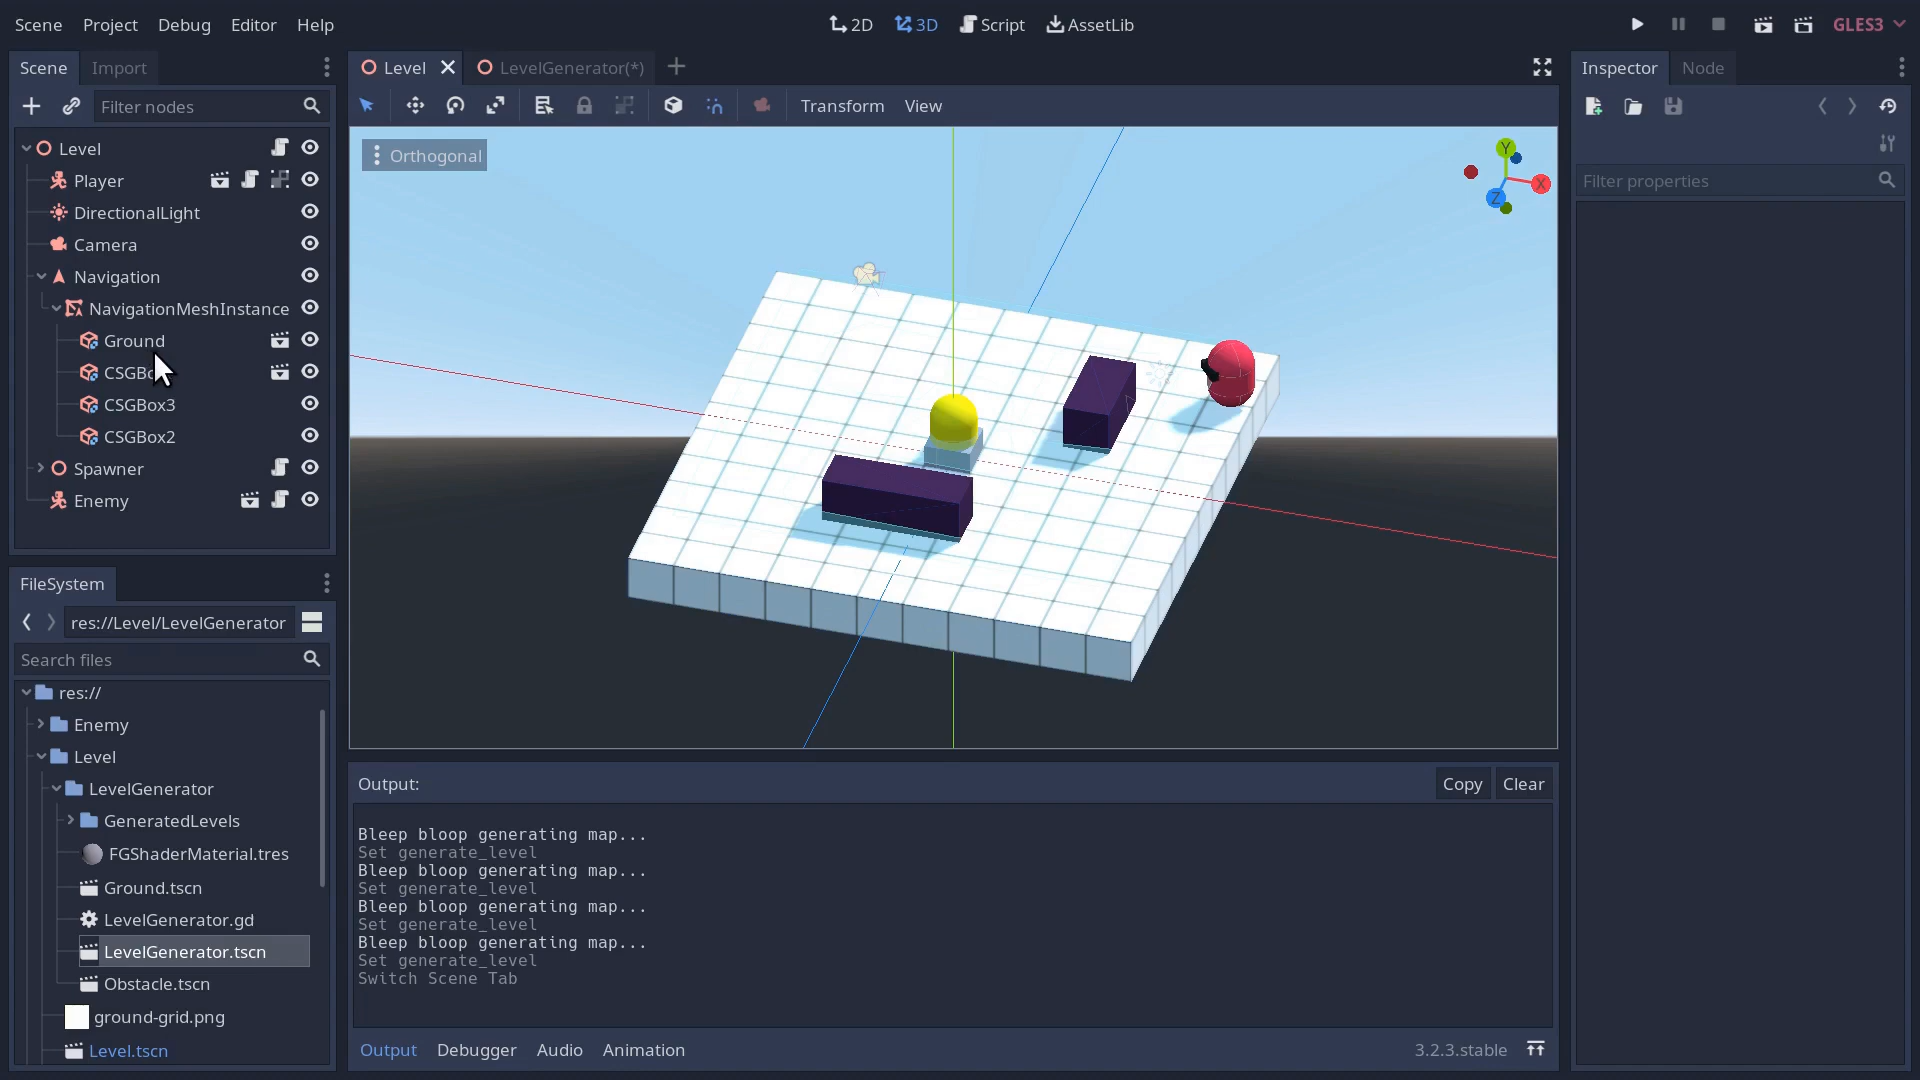 Scene Project Debug Editor Help
2D 3D Script AssetLib
GLES3
Scene Import
Level LevelGenerator(*)
Inspector Node
Filter nodes
Transform View
Orthogonal
Y
X
Z
Filter properties
Level
Player
DirectionalLight
Camera
Navigation
NavigationMeshInstance
Ground
CSGBo
CSGBox3
CSGBox2
Spawner
Enemy
FileSystem
res://Level/LevelGenerator
Search files
res://
Enemy
Level
LevelGenerator
GeneratedLevels
FGShaderMaterial.tres
Ground.tscn
LevelGenerator.gd
LevelGenerator.tscn
Obstacle.tscn
ground-grid.png
Level.tscn
Output:
Copy Clear
Bleep bloop generating map...
Set generate_level
Bleep bloop generating map...
Set generate_level
Bleep bloop generating map...
Set generate_level
Bleep bloop generating map...
Set generate_level
Switch Scene Tab
Output Debugger Audio Animation
3.2.3.stable